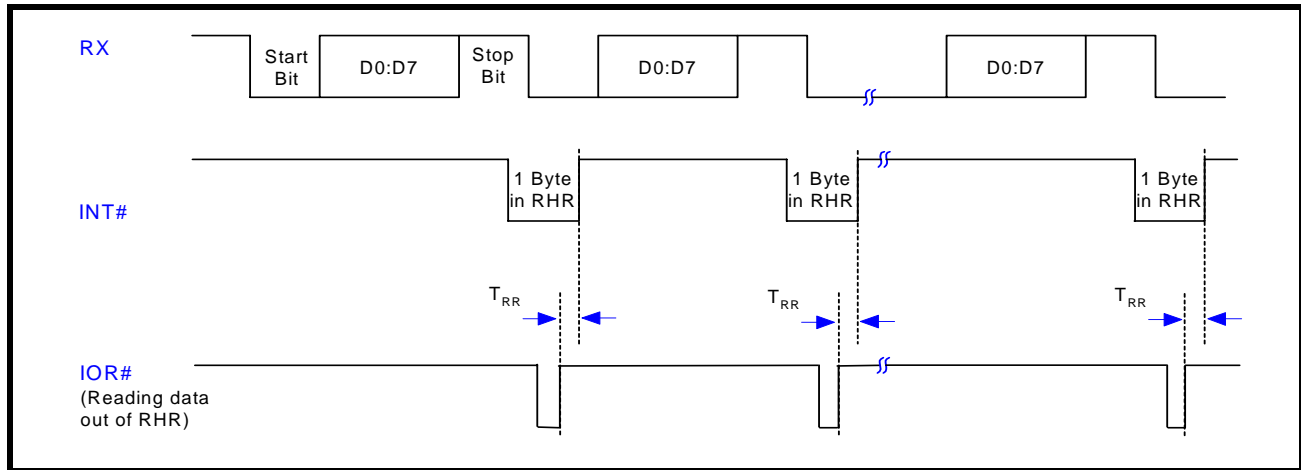 RX
Start
Bit
D0:D7
Stop
Bit
D0:D7
D0:D7
INT#
1 Byte
in RHR
1 Byte
in RHR
1 Byte
in RHR
TRR
TRR
TRR
IOR#
(Reading data
out of RHR)